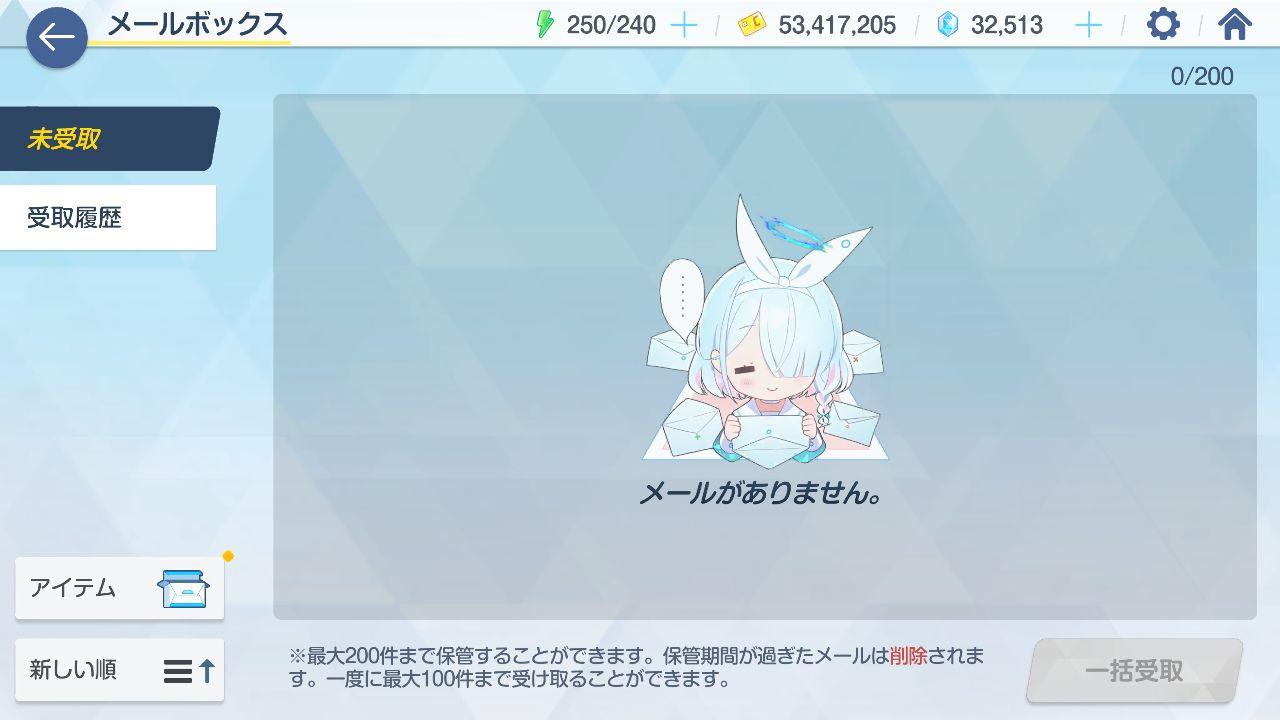 メールボックス
250/240
53,417,205
32,513
0/200
未受取
受取履歴
メールがありません。
アイテム
新しい順
※最大200件まで保管することができます。保管期間が過ぎたメールは削除されま
す。一度に最大100件まで受け取ることができます。
一括受取